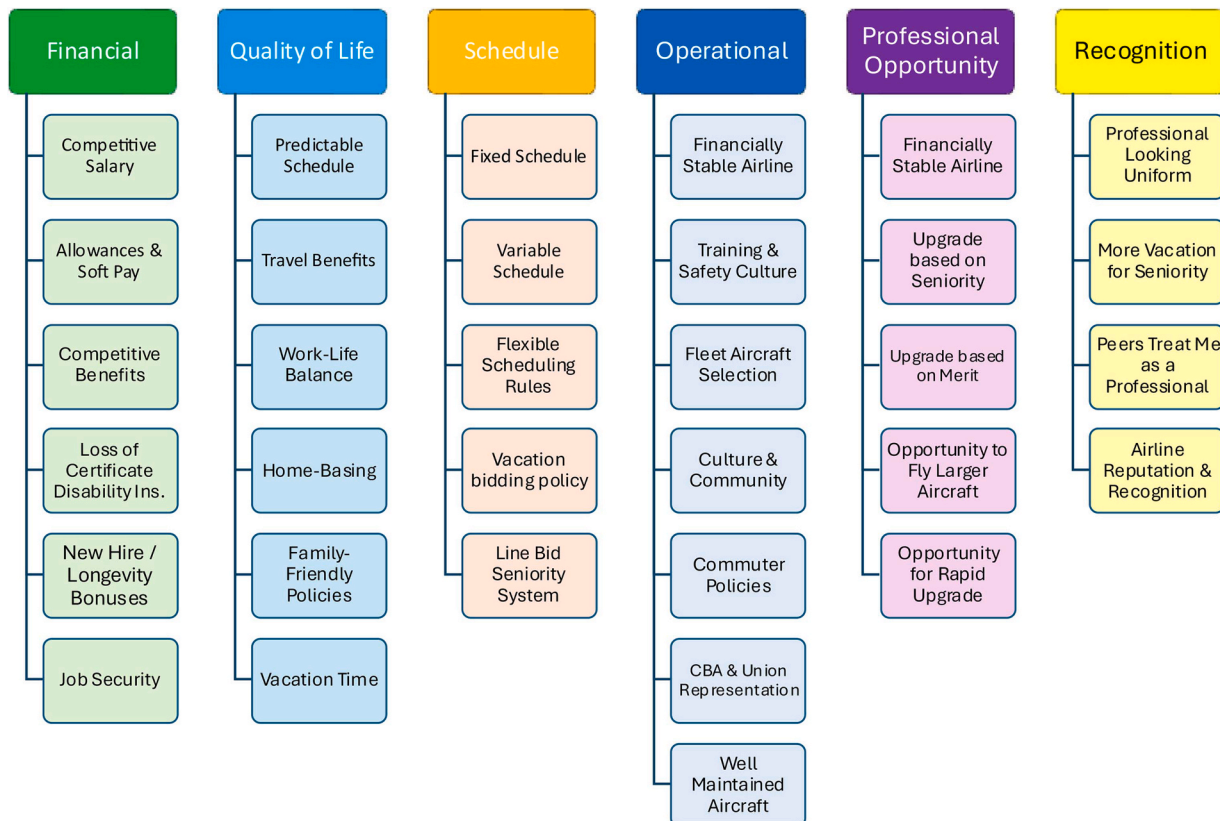 Financial
Competitive
Salary
Allowances &
Soft Pay
Competitive
Benefits
Loss of
Certificate
Disability Ins.
New Hire /
Longevity
Bonuses
Job Security
Quality of Life
Predictable
Schedule
Travel Benefits
Work-Life
Balance
Home-Basing
Family-
Friendly
Policies
Vacation Time
Schedule
Fixed Schedule
Variable
Schedule
Flexible
Scheduling
Rules
Vacation
bidding policy
Line Bid
Seniority
System
Operational
Financially
Stable Airline
Training &
Safety Culture
Fleet Aircraft
Selection
Culture &
Community
Commuter
Policies
CBA & Union
Representation
Well
Maintained
Aircraft
Professional
Opportunity
Financially
Stable Airline
Upgrade
based on
Seniority
Upgrade based
on Merit
Opportunity to
Fly Larger
Aircraft
Opportunity
for Rapid
Upgrade
Recognition
Professional
Looking
Uniform
More Vacation
for Seniority
Peers Treat Me
as a
Professional
Airline
Reputation &
Recognition